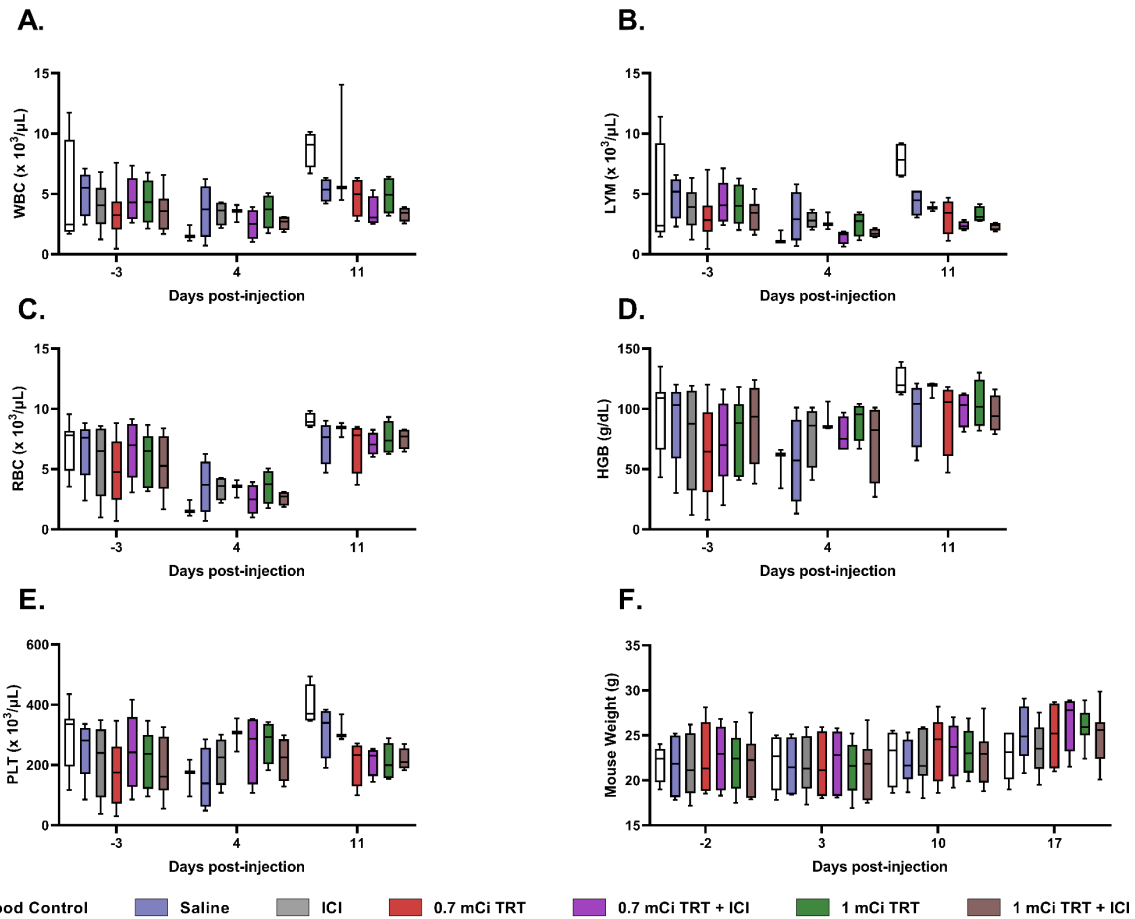 A.
B.
15
10
5
0
WBC (x 10³/µL)
-3 4 11
Days post-injection
15
10
5
0
LYM (x 10³/µL)
-3 4 11
Days post-injection
C.
D.
15
10
5
0
RBC (x 10³/µL)
-3 4 11
Days post-injection
150
100
50
0
HGB (g/dL)
-3 4 11
Days post-injection
E.
F.
600
400
200
0
PLT (x 10³/µL)
-3 4 11
Days post-injection
35
30
25
20
15
Mouse Weight (g)
-2 3 10 17
Days post-injection
ood Control Saline ICI 0.7 mCi TRT 0.7 mCi TRT + ICI 1 mCi TRT 1 mCi TRT + ICI